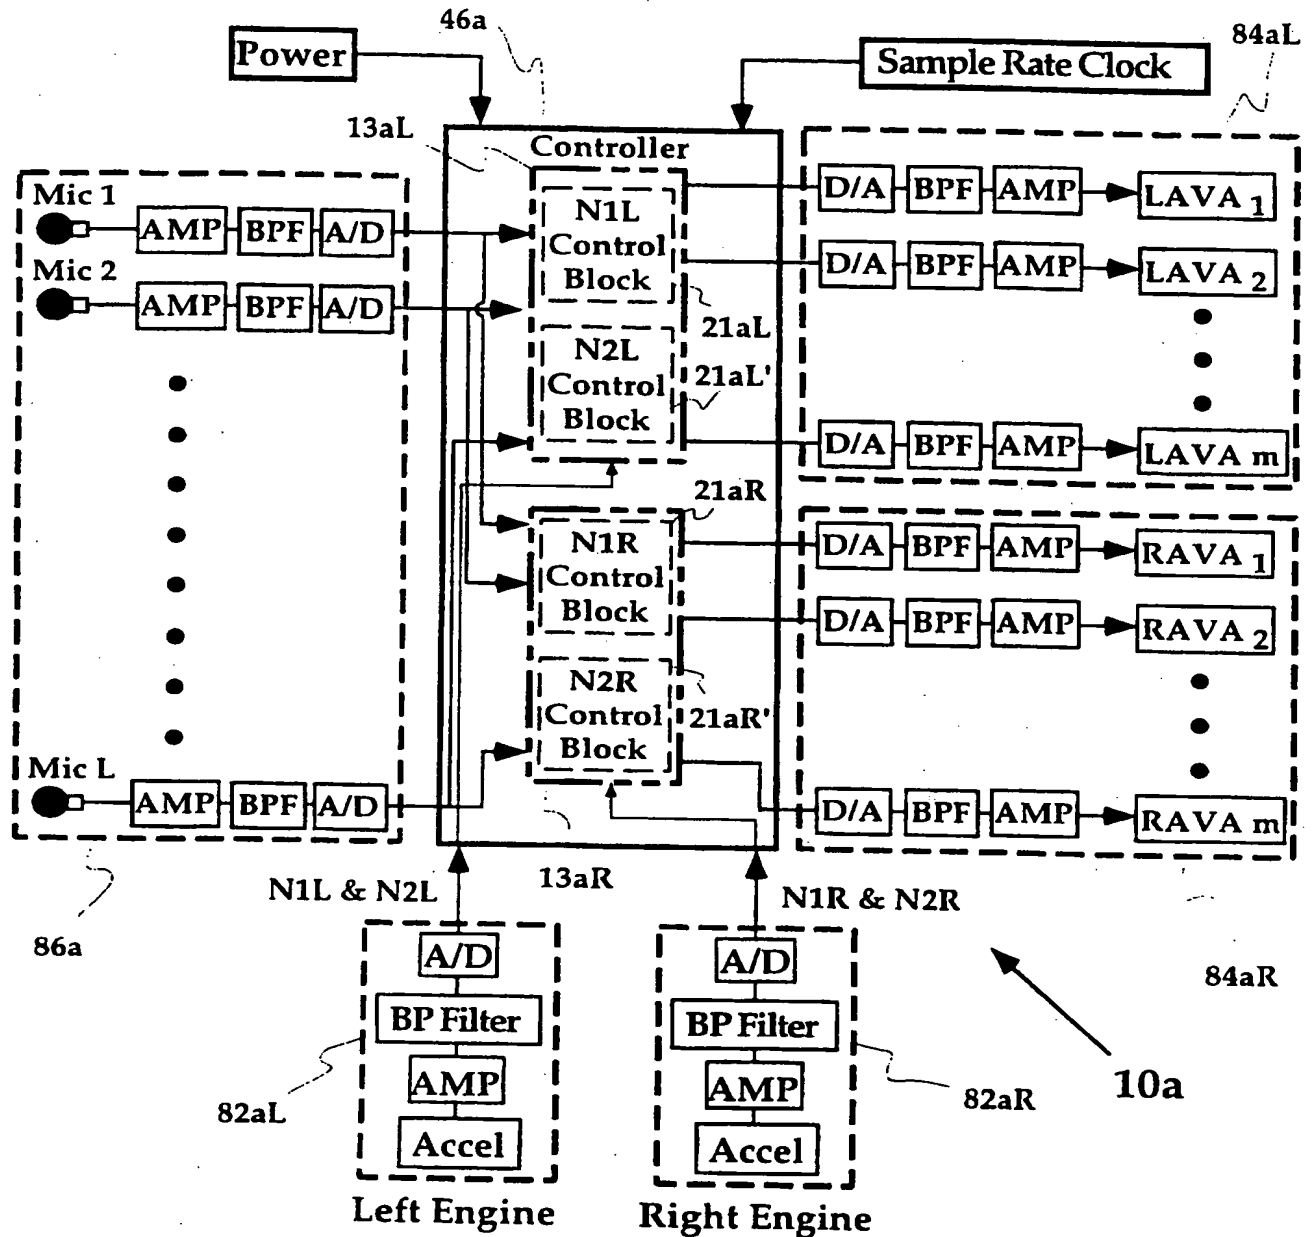 46a
84aL
Power
Sample Rate Clock
13aL
Controller
Mic 1
AMP BPF A/D
N1L
Control
Block
D/A BPF AMP LAVA 1
Mic 2
AMP BPF A/D
D/A BPF AMP LAVA 2
21aL
N2L
Control
Block
21aL'
D/A BPF AMP LAVA m
21aR
N1R
Control
Block
D/A BPF AMP RAVA 1
D/A BPF AMP RAVA 2
N2R
Control
Block
21aR'
Mic L
AMP BPF A/D
D/A BPF AMP RAVA m
13aR
N1L & N2L
N1R & N2R
86a
84aR
A/D
BP Filter
AMP
Accel
82aL
Left Engine
A/D
BP Filter
AMP
Accel
82aR
Right Engine
10a